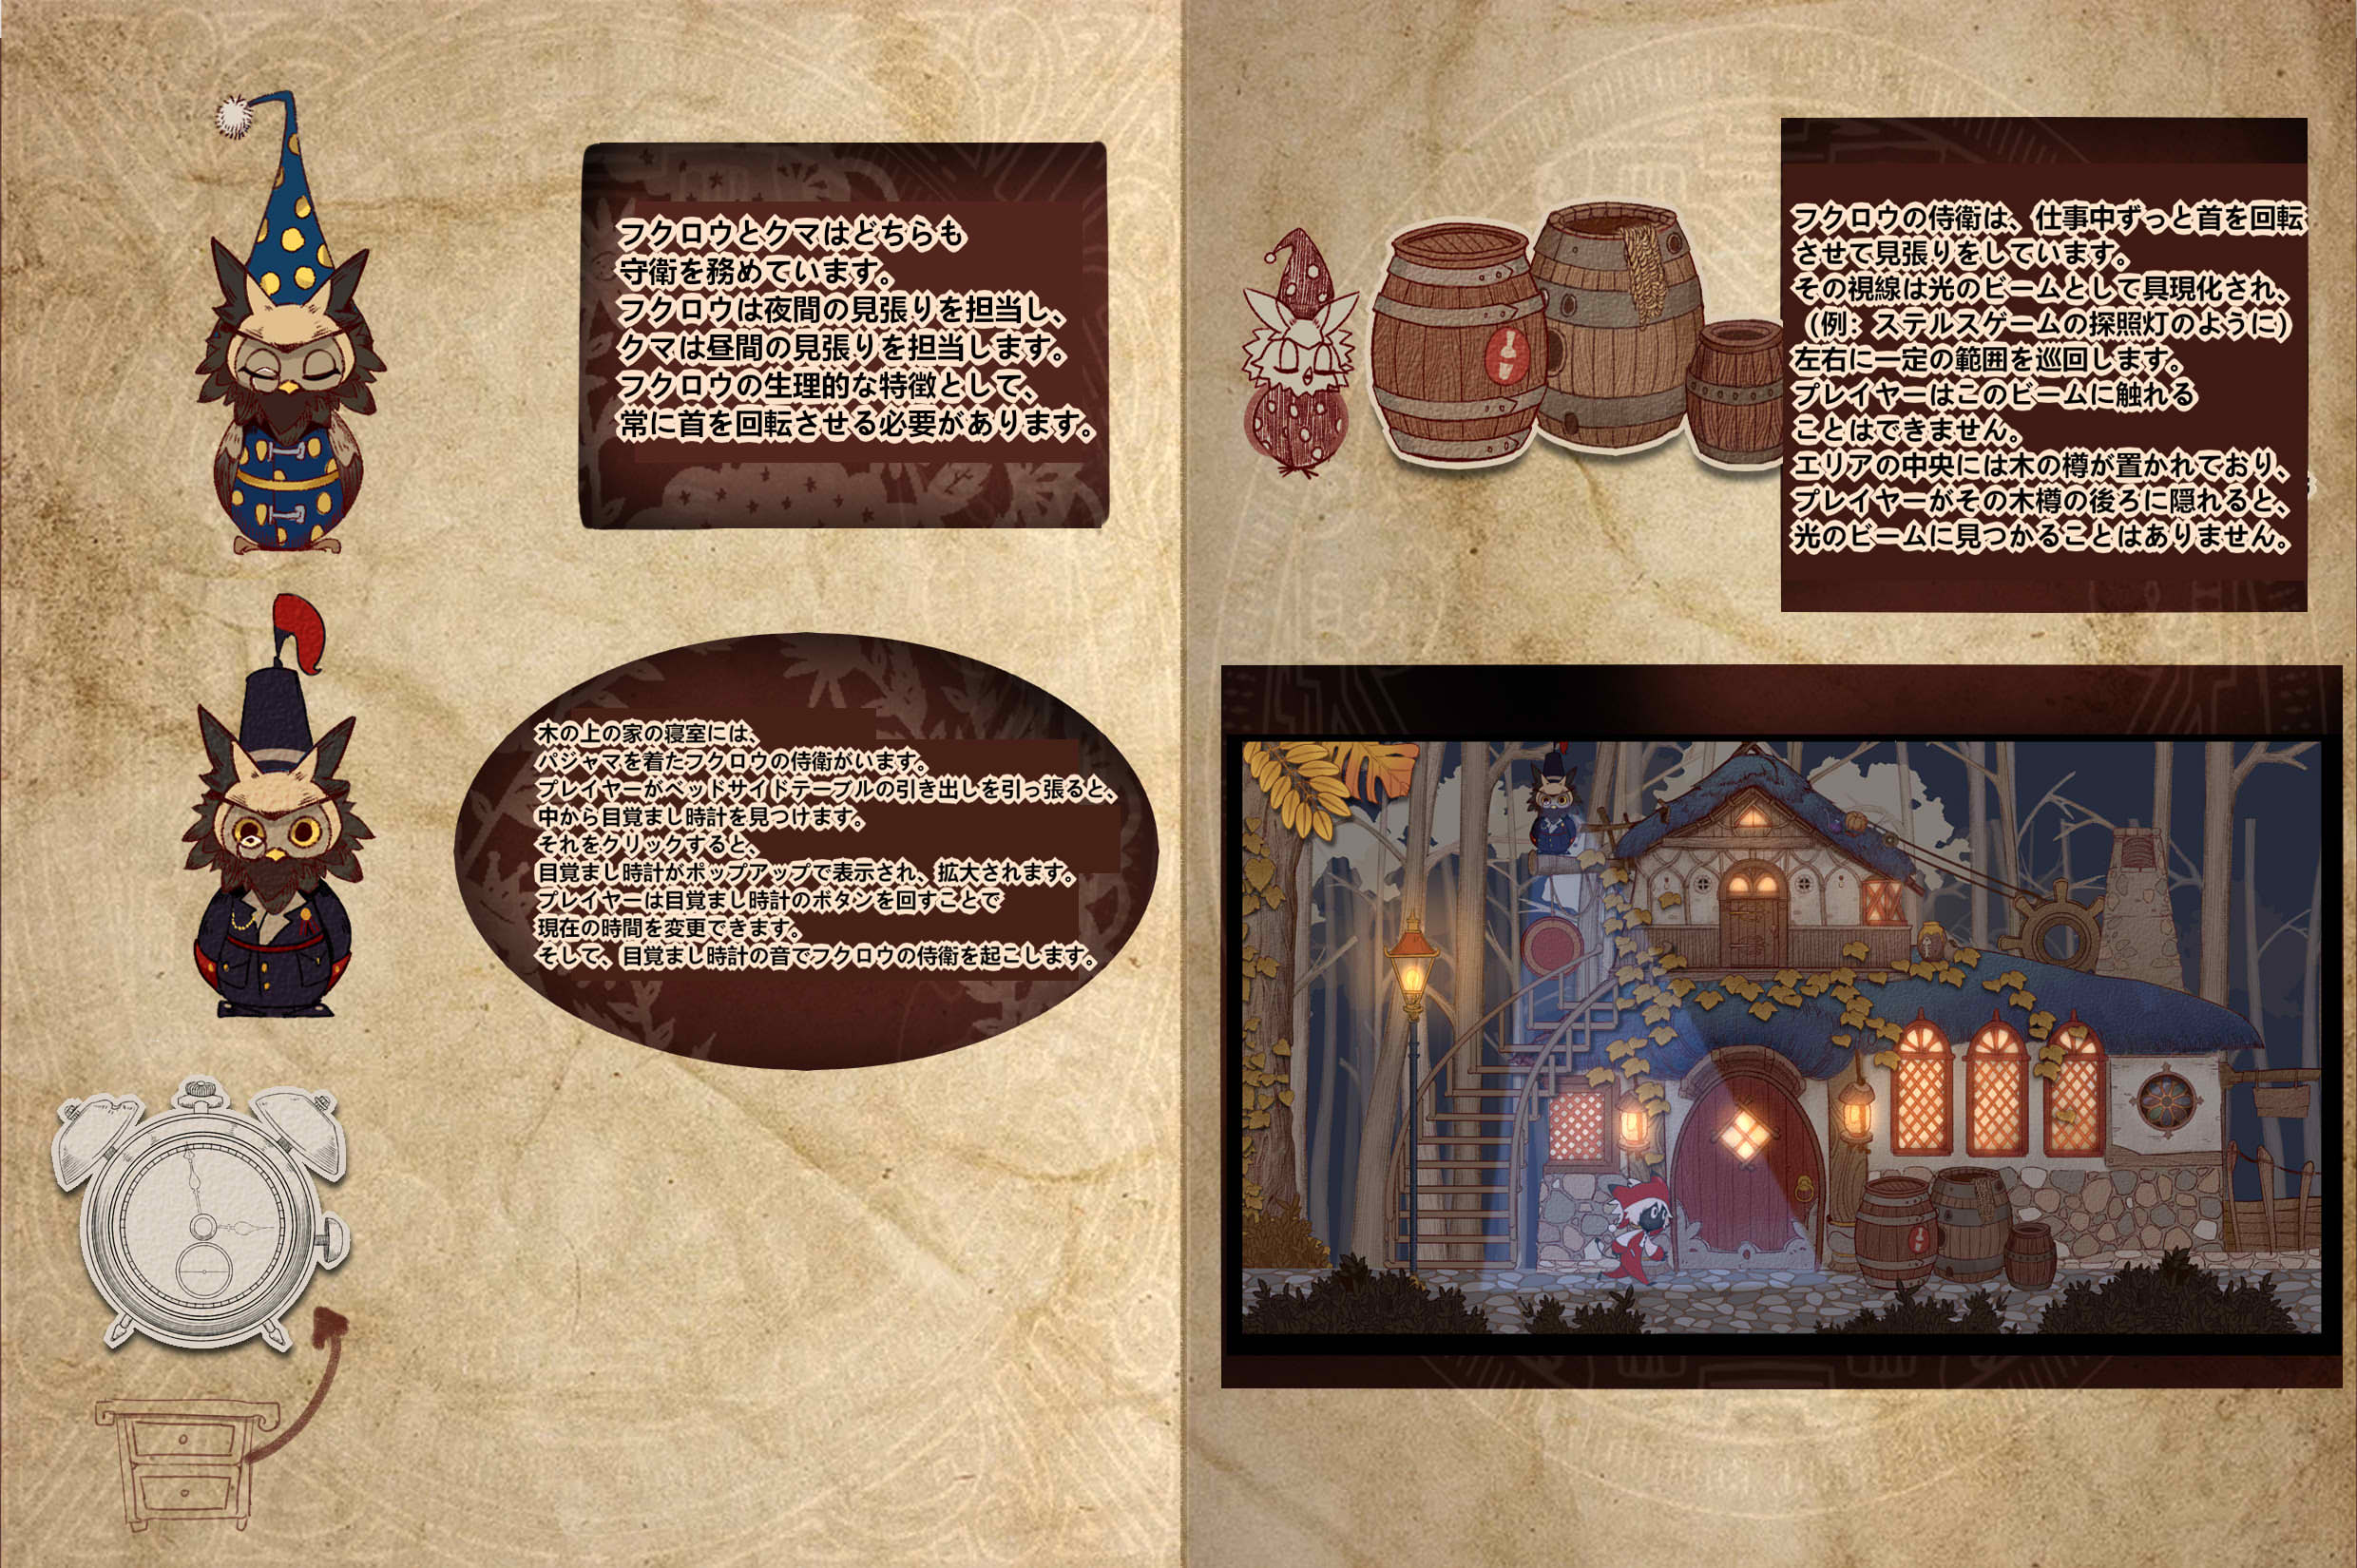 フクロウとクマはどちらも
守衛を務めています。
フクロウは夜間の見張りを担当し、
クマは昼間の見張りを担当します。
フクロウの生理的な特徴として、
常に首を回転させる必要があります。
木の上の家の寝室には、
パジャマを着たフクロウの侍衛がいます。
プレイヤーがベッドサイドテーブルの引き出しを引っ張ると、
中から目覚まし時計を見つけます。
それをクリックすると、
目覚まし時計がポップアップで表示され、拡大されます。
プレイヤーは目覚まし時計のボタンを回すことで
現在の時間を変更できます。
そして、目覚まし時計の音でフクロウの侍衛を起こします。
フクロウの侍衛は、仕事中ずっと首を回転
させて見張りをしています。
その視線は光のビームとして具現化され、
（例：ステルスゲームの探照灯のように）
左右に一定の範囲を巡回します。
プレイヤーはこのビームに触れる
ことはできません。
エリアの中央には木の樽が置かれており、
プレイヤーがその木樽の後ろに隠れると、
光のビームに見つかることはありません。